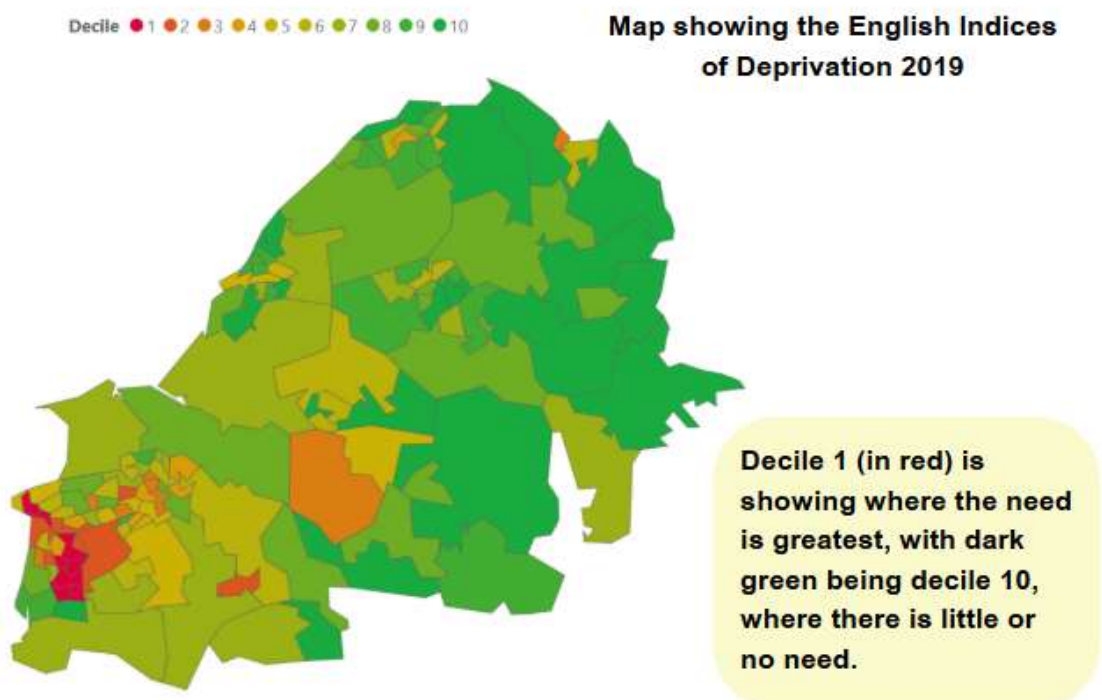 Decile 1 2 3 4 5 6 7 8 9 10
Map showing the English Indices
of Deprivation 2019
Decile 1 (in red) is
showing where the need
is greatest, with dark
green being decile 10,
where there is little or
no need.